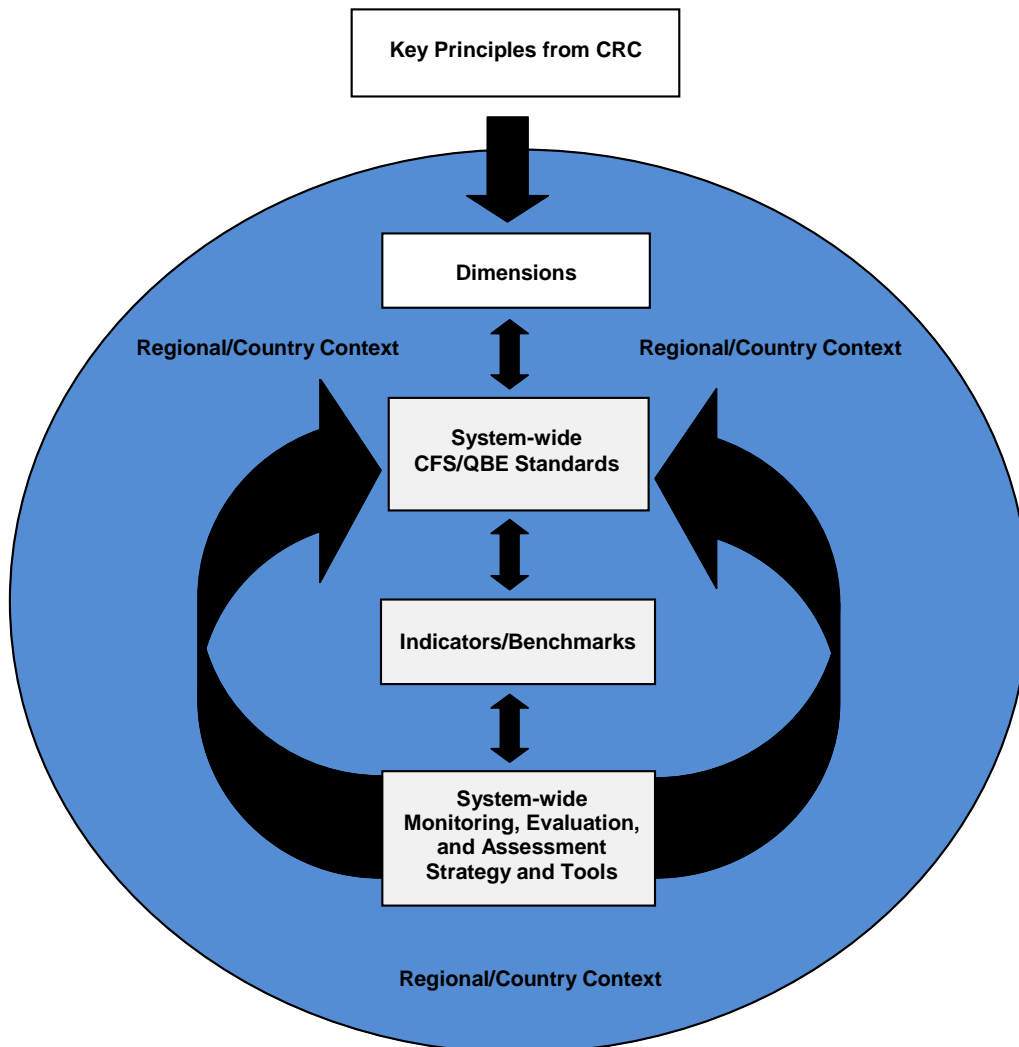 Key Principles from CRC
Dimensions
Regional/Country Context
Regional/Country Context
System-wide
CFS/QBE Standards
Indicators/Benchmarks
System-wide
Monitoring, Evaluation,
and Assessment
Strategy and Tools
Regional/Country Context